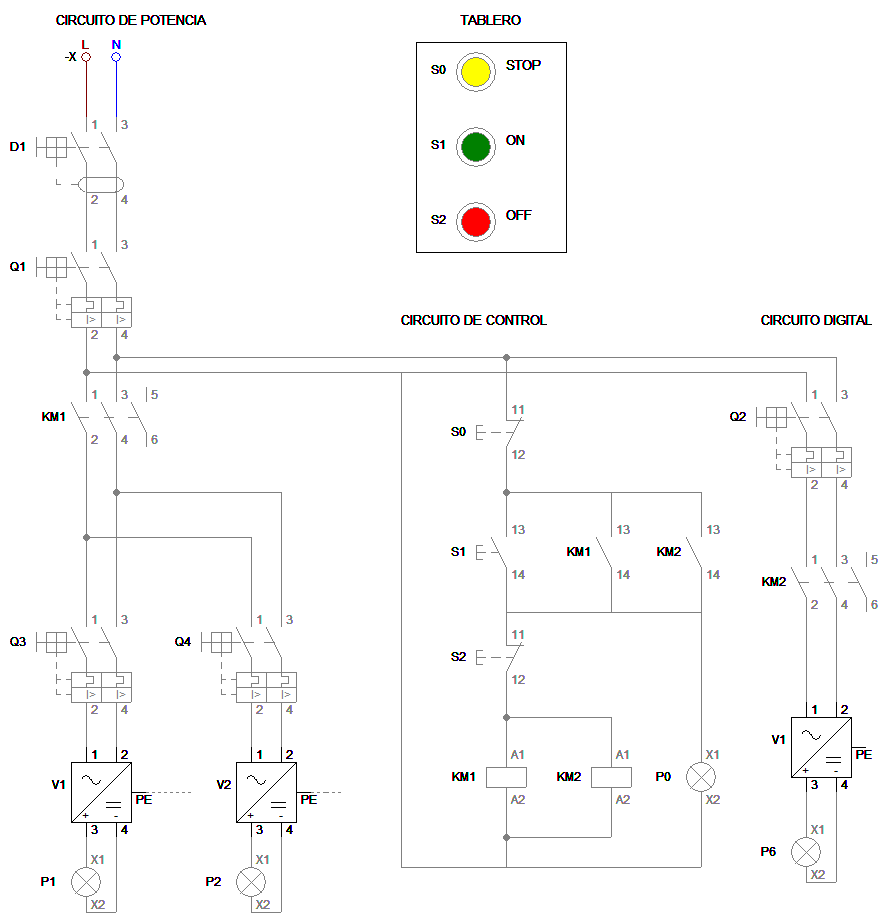 CIRCUITO DE POTENCIA
TABLERO
L N
-X
S0 STOP
S1 ON
S2 OFF
1 3
D1
2 4
1 3
Q1
I> I>
2 4
CIRCUITO DE CONTROL
CIRCUITO DIGITAL
1 3 5
KM1
2 4 6
11
S0
12
1 3
Q2
I> I>
2 4
13 13 13
S1 KM1 KM2
14 14 14
1 3 5
KM2
2 4 6
1 3 1 3
Q3 Q4
I> I> I> I>
2 4 2 4
11
S2
12
1 2 1 2
V1 V2
PE PE
+ - + -
3 4 3 4
A1 A1 X1
KM1 KM2 P0
A2 A2 X2
1 2
V1
PE
+ -
3 4
X1 X1
P1 P2
X2 X2
X1
P6
X2